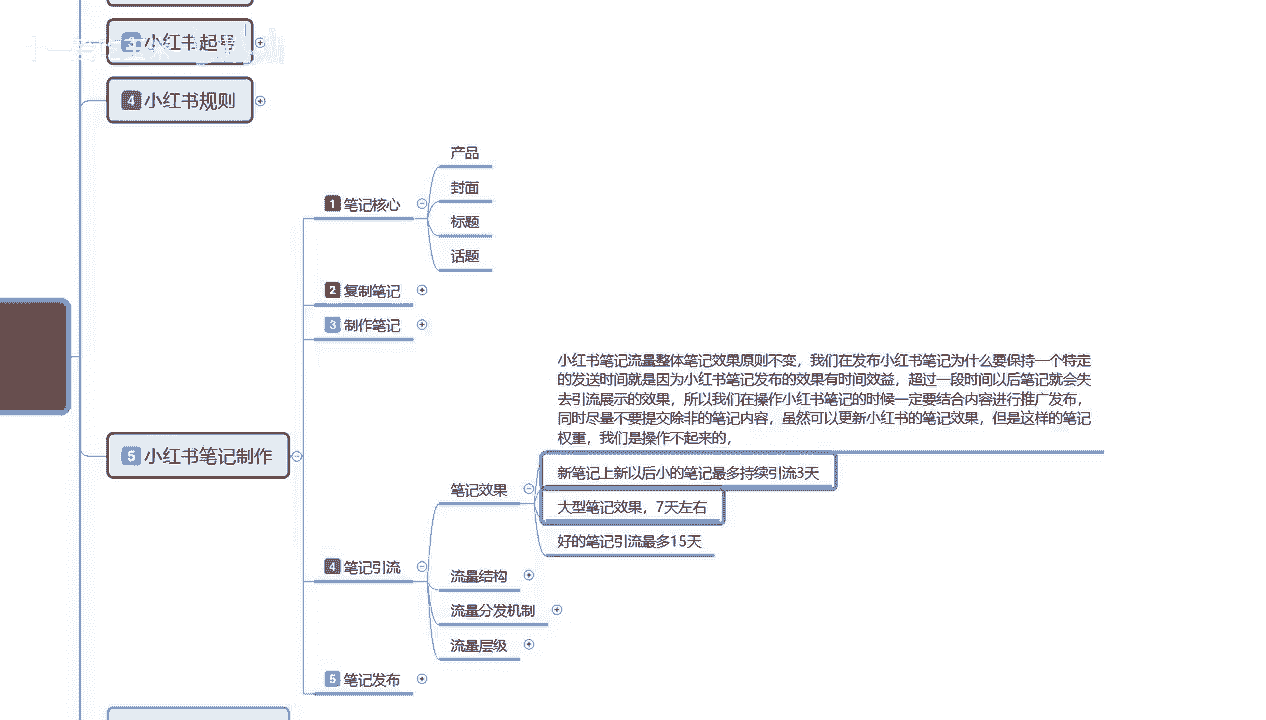 3 小红书起号
4 小红书规则
产品
封面
标题
话题
1 笔记核心
2 复制笔记
3 制作笔记
小红书笔记流量整体笔记效果原则不变，我们在发布小红书笔记为什么要保持一个特定
的发送时间就是因为小红书笔记发布的效果有时间效益，超过一段时间以后笔记就会失
去引流展示的效果，所以我们在操作小红书笔记的时候一定要结合内容进行推广发布，
同时尽量不要提交除非的笔记内容，虽然可以更新小红书的笔记效果，但是这样的笔记
权重，我们是操作不起来的，
5 小红书笔记制作
笔记效果
新笔记上新以后小的笔记最多持续引流3天
大型笔记效果，7天左右
好的笔记引流最多15天
4 笔记引流
流量结构
流量分发机制
流量层级
5 笔记发布